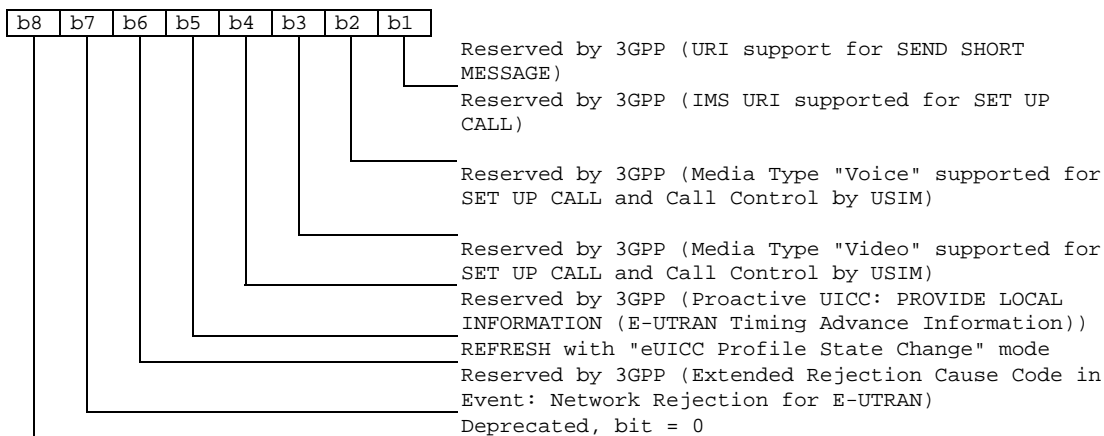 b8 b7 b6 b5 b4 b3 b2 b1
Reserved by 3GPP (URI support for SEND SHORT
MESSAGE)
Reserved by 3GPP (IMS URI supported for SET UP
CALL)
Reserved by 3GPP (Media Type "Voice" supported for
SET UP CALL and Call Control by USIM)
Reserved by 3GPP (Media Type "Video" supported for
SET UP CALL and Call Control by USIM)
Reserved by 3GPP (Proactive UICC: PROVIDE LOCAL
INFORMATION (E-UTRAN Timing Advance Information))
REFRESH with "eUICC Profile State Change" mode
Reserved by 3GPP (Extended Rejection Cause Code in
Event: Network Rejection for E-UTRAN)
Deprecated, bit = 0